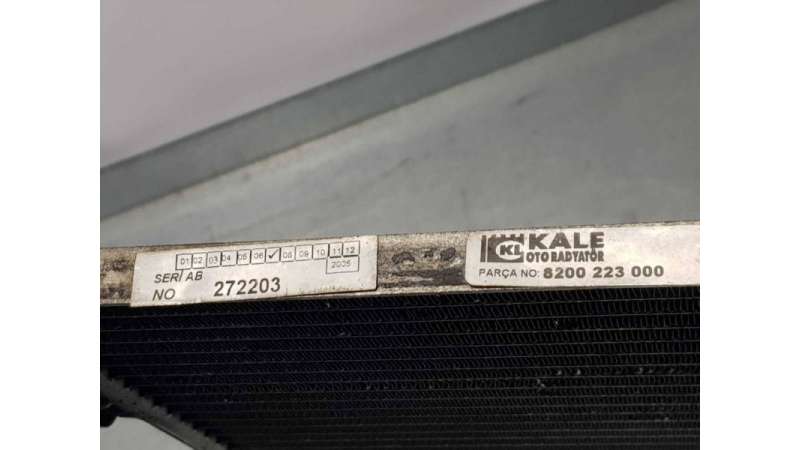 01 02 03 04 05 06 ✓ 08 09 10 11 12
2005
SERİ AB
NO 272203
KL KALE
OTO RADYATÖR
PARÇA NO: 8200 223 000